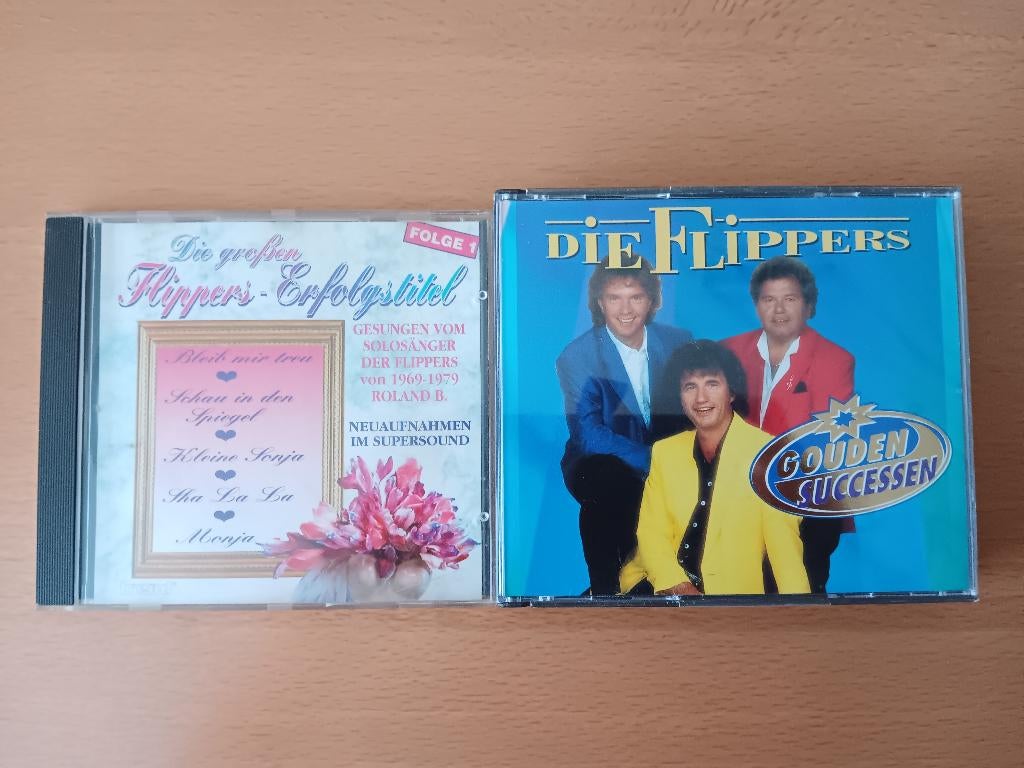 FOLGE 1
Die großen
Flippers - Erfolgstitel
GESUNGEN VOM
SOLOSÄNGER
DER FLIPPERS
von 1969-1979
ROLAND B.
NEUAUFNAHMEN
IM SUPERSOUND
Bleib mir treu
Schau in den
Spiegel
Kleine Sonja
Sha La La
Monja
DiE FLiPPERS
GOUDEN
SUCCESSEN